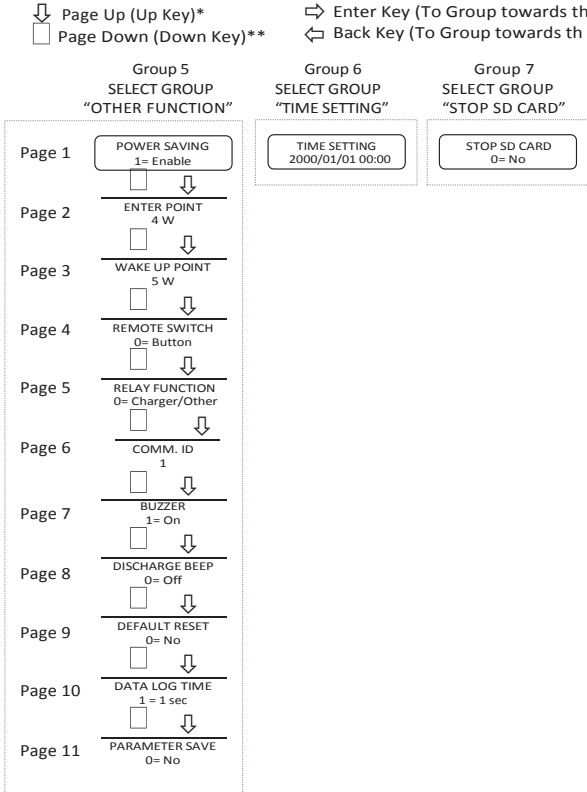 Page Up (Up Key)*
Enter Key (To Group towards th
Page Down (Down Key)**
Back Key (To Group towards th
Group 5
SELECT GROUP
“OTHER FUNCTION”
Group 6
SELECT GROUP
“TIME SETTING”
Group 7
SELECT GROUP
“STOP SD CARD”
Page 1
POWER SAVING
1= Enable
TIME SETTING
2000/01/01 00:00
STOP SD CARD
0= No
Page 2
ENTER POINT
4 W
Page 3
WAKE UP POINT
5 W
Page 4
REMOTE SWITCH
0= Button
Page 5
RELAY FUNCTION
0= Charger/Other
Page 6
COMM. ID
1
Page 7
BUZZER
1= On
Page 8
DISCHARGE BEEP
0= Off
Page 9
DEFAULT RESET
0= No
Page 10
DATA LOG TIME
1 = 1 sec
Page 11
PARAMETER SAVE
0= No